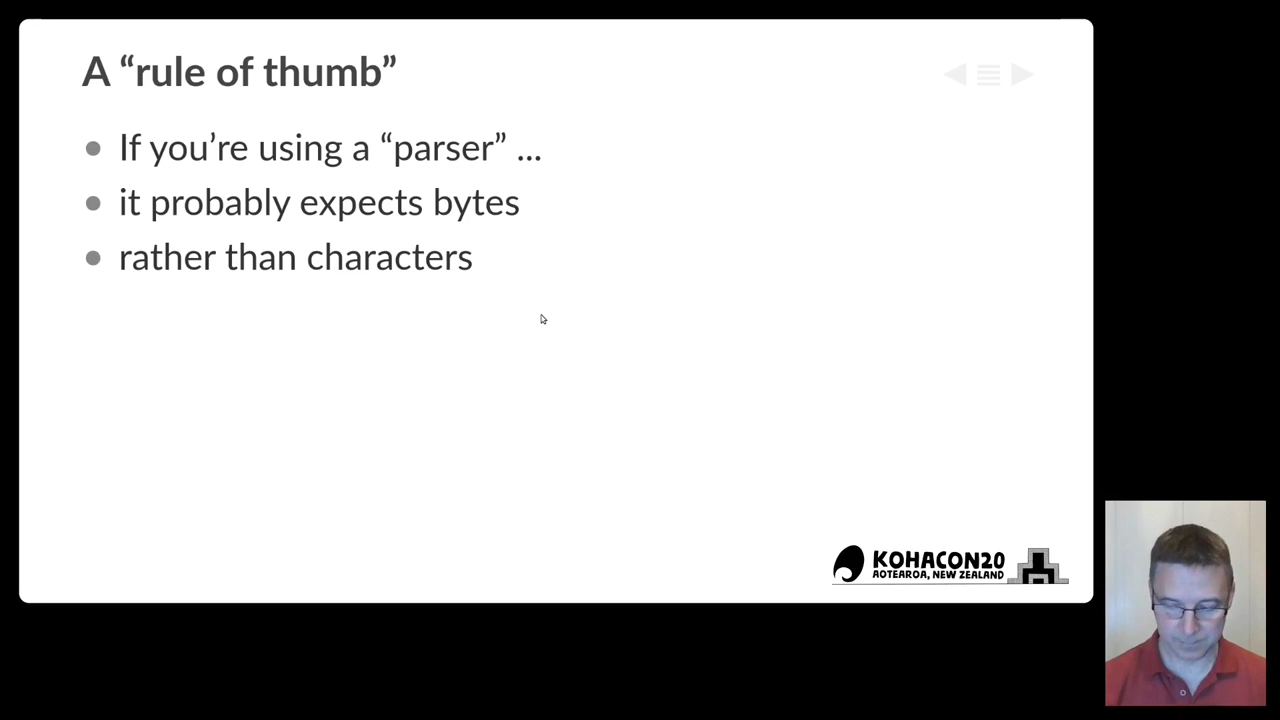 A “rule of thumb”
If you’re using a “parser” ...
it probably expects bytes
rather than characters
KOHACON20
AOTEAROA, NEW ZEALAND